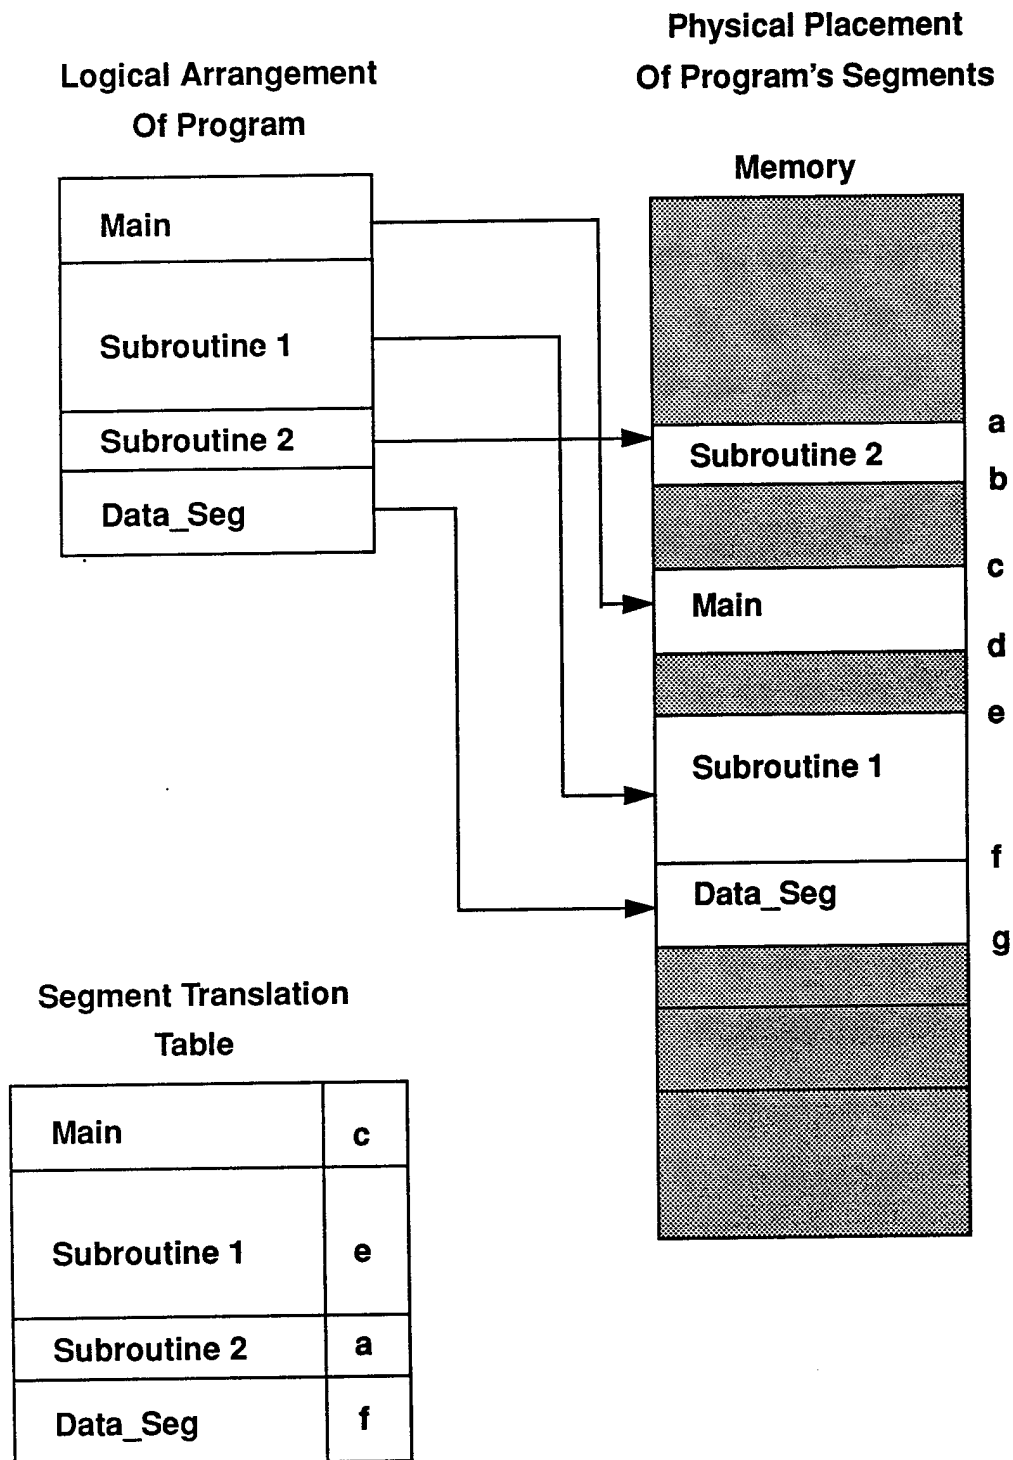 Physical Placement
Of Program's Segments
Logical Arrangement
Of Program
Memory
Main
Subroutine 1
Subroutine 2
Data_Seg
a
Subroutine 2
b
c
Main
d
e
Subroutine 1
f
Data_Seg
g
Segment Translation
Table
Main c
Subroutine 1 e
Subroutine 2 a
Data_Seg f